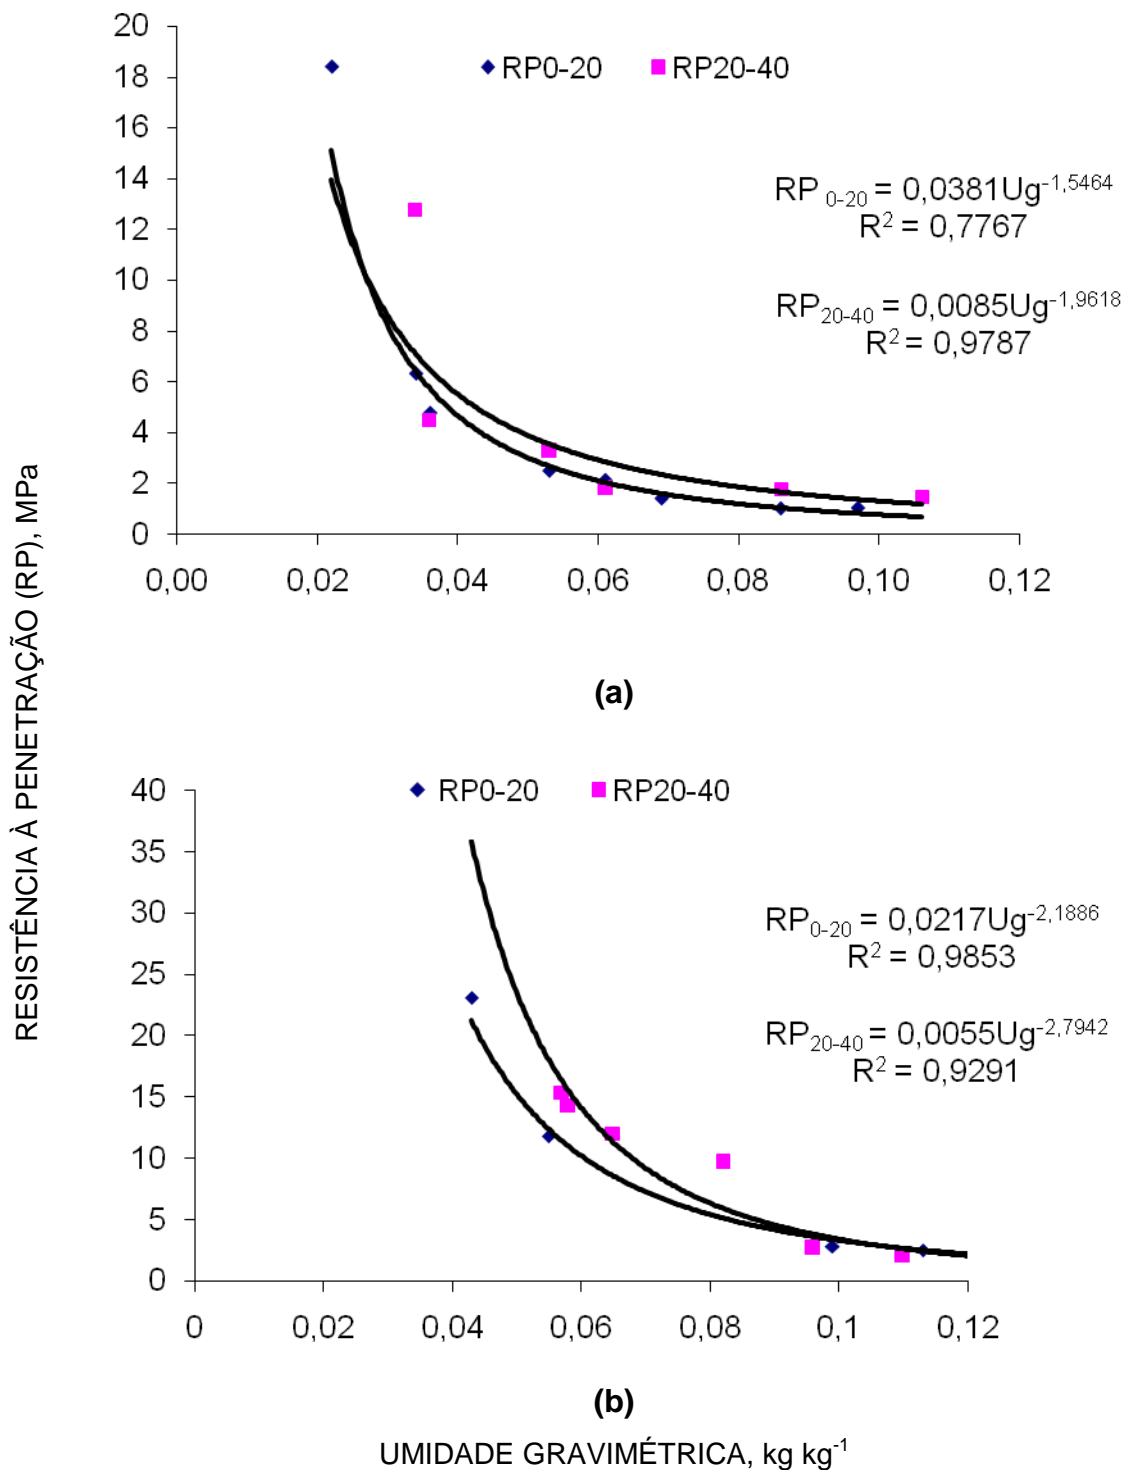 20
18
16
14
12
10
8
6
4
2
0
RP0-20 RP20-40
RP 0-20 = 0,0381Ug-1,5464
R2 = 0,7767
RP20-40 = 0,0085Ug-1,9618
R2 = 0,9787
0,00 0,02 0,04 0,06 0,08 0,10 0,12
(a)
RESISTÊNCIA À PENETRAÇÃO (RP), MPa
40
35
30
25
20
15
10
5
0
RP0-20 RP20-40
RP0-20 = 0,0217Ug-2,1886
R2 = 0,9853
RP20-40 = 0,0055Ug-2,7942
R2 = 0,9291
0 0,02 0,04 0,06 0,08 0,1 0,12
(b)
UMIDADE GRAVIMÉTRICA, kg kg-1